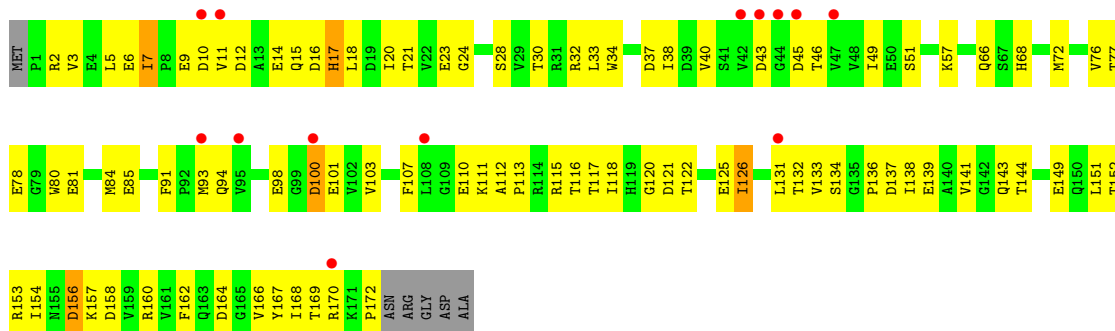 MET P1 R2 V3 E4 L5 E6 I7 P8 E9 D10 V11 D12 A13 E14 Q15 D16 H17 L18 D19 I20 T21 V22 E23 G24 S28 V29 T30 R31 R32 L33 W34 D37 I38 D39 V40 S41 V42 D43 G44 D45 T46 V47 V48 I49 E50 S51 K57 Q66 S67 H68 M72 V76 T77
E78 G79 W80 E81 M84 E85 F91 P92 M93 Q94 V95 E98 G99 D100 E101 V102 V103 F107 L108 G109 E110 K111 A112 P113 R114 R115 T116 T117 I118 H119 G120 D121 T122 E125 I126 L131 T132 V133 S134 G135 P136 D137 I138 E139 A140 V141 G142 Q143 T144 E149 Q150 L151 T152
R153 I154 N155 D156 K157 D158 V159 R160 V161 F162 Q163 D164 G165 V166 Y167 I168 T169 R170 K171 P172 ASN ARG GLY ASP ALA